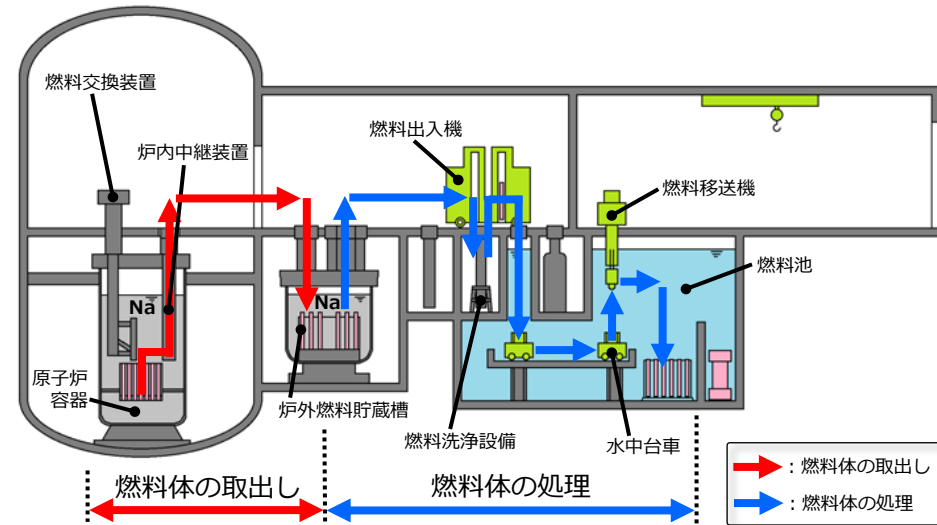 燃料交換装置
炉内中継装置
燃料出入機
燃料移送機
燃料池
Na
Na
原子炉
容器
炉外燃料貯蔵槽
燃料洗浄設備
水中台車
燃料体の取出し
燃料体の処理
：燃料体の取出し
：燃料体の処理